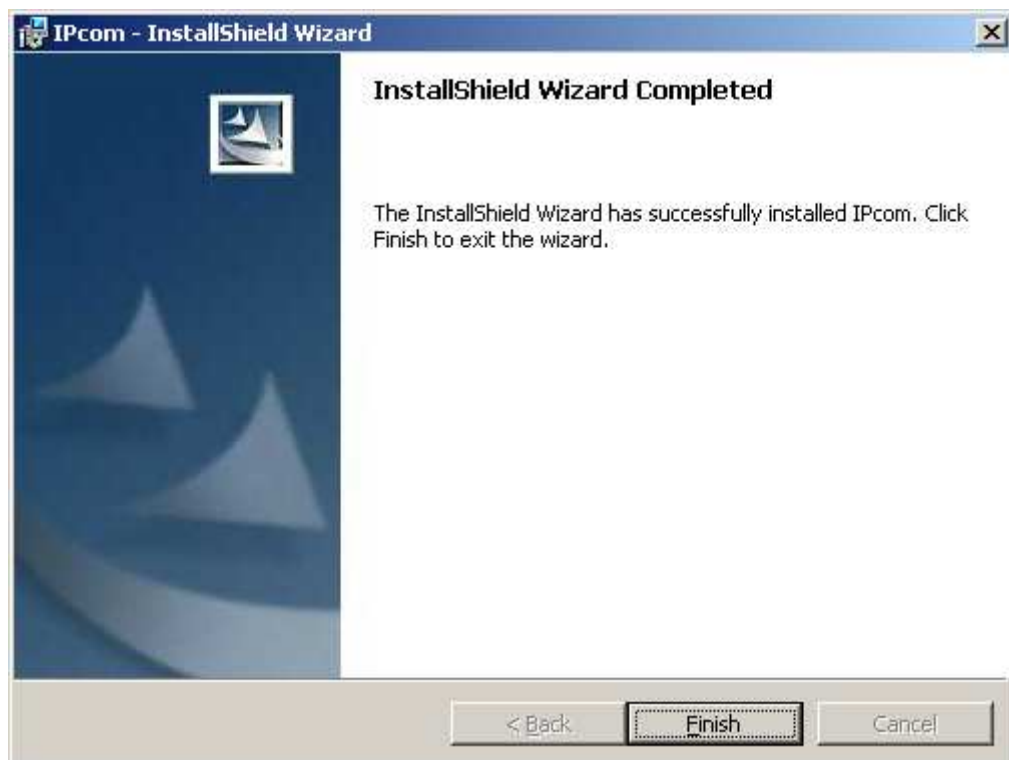 IPcom - InstallShield Wizard
InstallShield Wizard Completed
The InstallShield Wizard has successfully installed IPcom. Click
Finish to exit the wizard.
< Back
Finish
Cancel